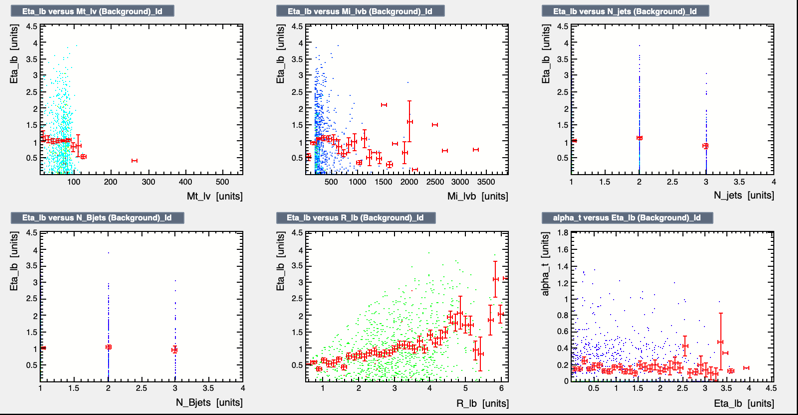 Eta_lb versus Mt_lv (Background)_Id
Eta_lb [units]
4.5
4
3.5
3
2.5
2
1.5
1
0.5
100 200 300 400 500
Mt_lv [units]
Eta_lb versus Mi_lvb (Background)_Id
Eta_lb [units]
4.5
4
3.5
3
2.5
2
1.5
1
0.5
500 1000 1500 2000 2500 3000 3500
Mi_lvb [units]
Eta_lb versus N_jets (Background)_Id
Eta_lb [units]
4.5
4
3.5
3
2.5
2
1.5
1
0.5
1 1.5 2 2.5 3 3.5 4
N_jets [units]
Eta_lb versus N_Bjets (Background)_Id
Eta_lb [units]
4.5
4
3.5
3
2.5
2
1.5
1
0.5
1 1.5 2 2.5 3 3.5 4
N_Bjets [units]
Eta_lb versus R_lb (Background)_Id
Eta_lb [units]
4.5
4
3.5
3
2.5
2
1.5
1
0.5
1 2 3 4 5 6
R_lb [units]
alpha_t versus Eta_lb (Background)_Id
alpha_t [units]
1.8
1.6
1.4
1.2
1
0.8
0.6
0.4
0.2
0
0.5 1 1.5 2 2.5 3 3.5 4 4.5
Eta_lb [units]